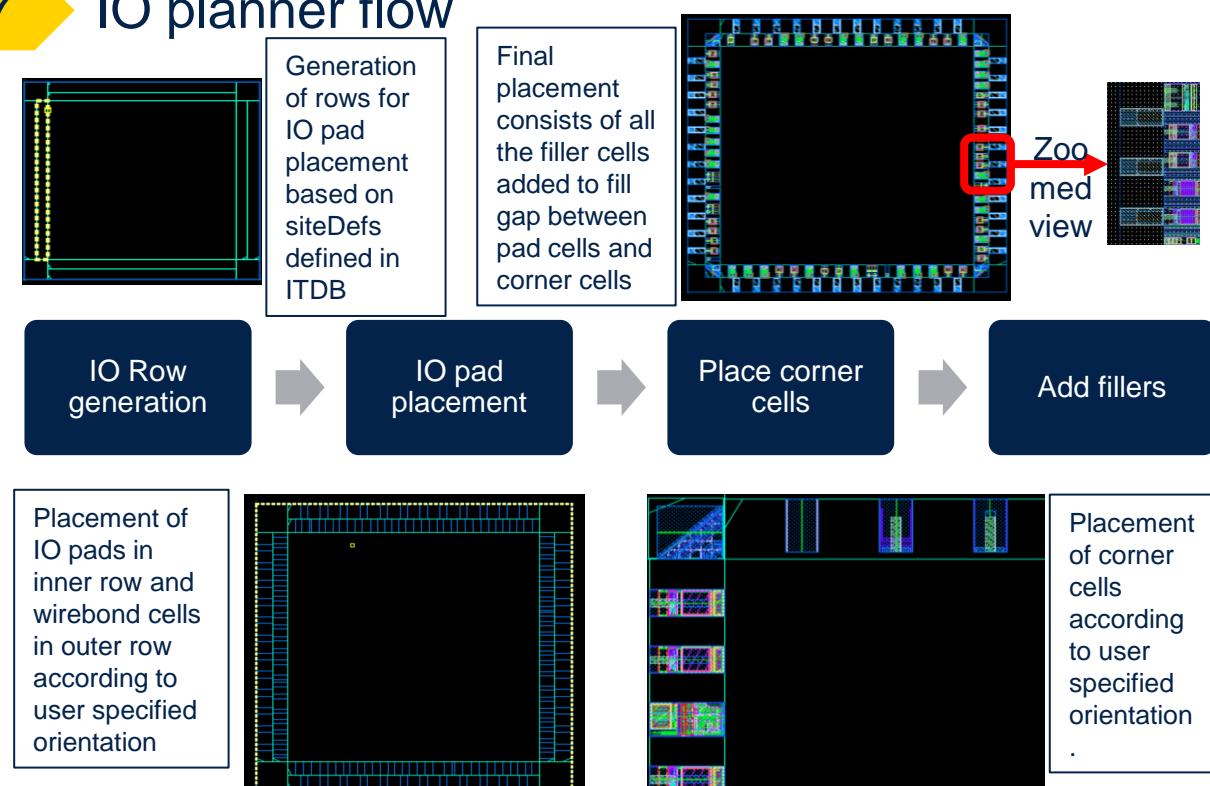 IO planner flow
Generation
of rows for
IO pad
placement
based on
siteDefs
defined in
ITDB
Final
placement
consists of all
the filler cells
added to fill
gap between
pad cells and
corner cells
Zoo
med
view
IO Row
generation
IO pad
placement
Place corner
cells
Add fillers
Placement of
IO pads in
inner row and
wirebond cells
in outer row
according to
user specified
orientation
Placement
of corner
cells
according
to user
specified
orientation
.